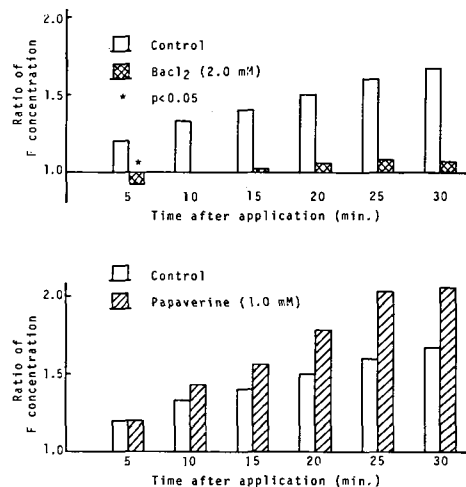 2.0
Control
Bacl2 (2.0 mM)
* p<0.05
1.5
1.0
Ratio of
F concentration
5 10 15 20 25 30
*
Time after application (min.)
Control
Papaverine (1.0 mM)
2.0
1.5
1.0
Ratio of
F concentration
5 10 15 20 25 30
Time after application (min.)